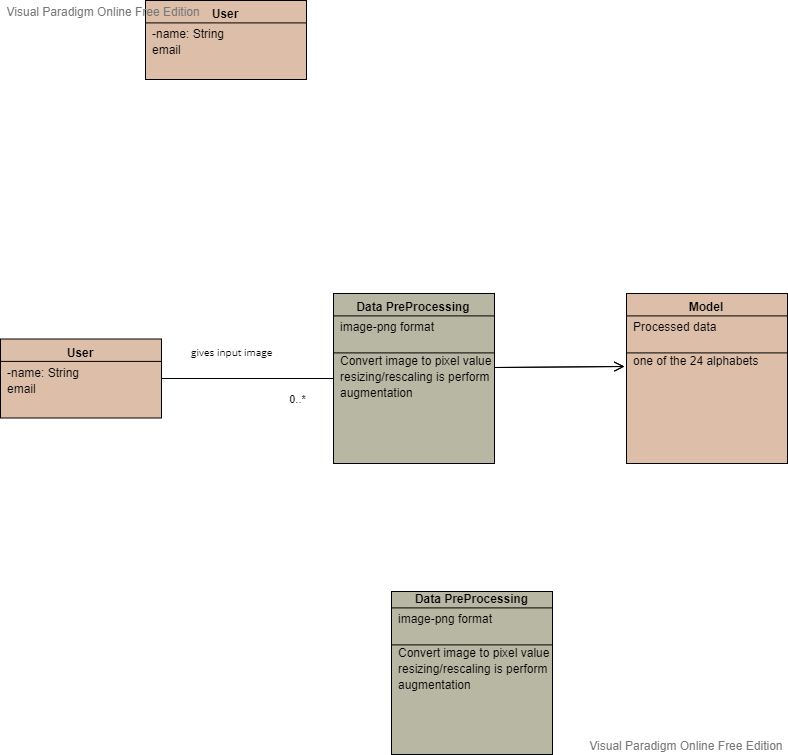 Visual Paradigm Online Free Edition
User
-name: String
email
User
-name: String
email
gives input image
0..*
Data PreProcessing
image-png format
Convert image to pixel value
resizing/rescaling is perform
augmentation
Model
Processed data
one of the 24 alphabets
Data PreProcessing
image-png format
Convert image to pixel value
resizing/rescaling is perform
augmentation
Visual Paradigm Online Free Edition